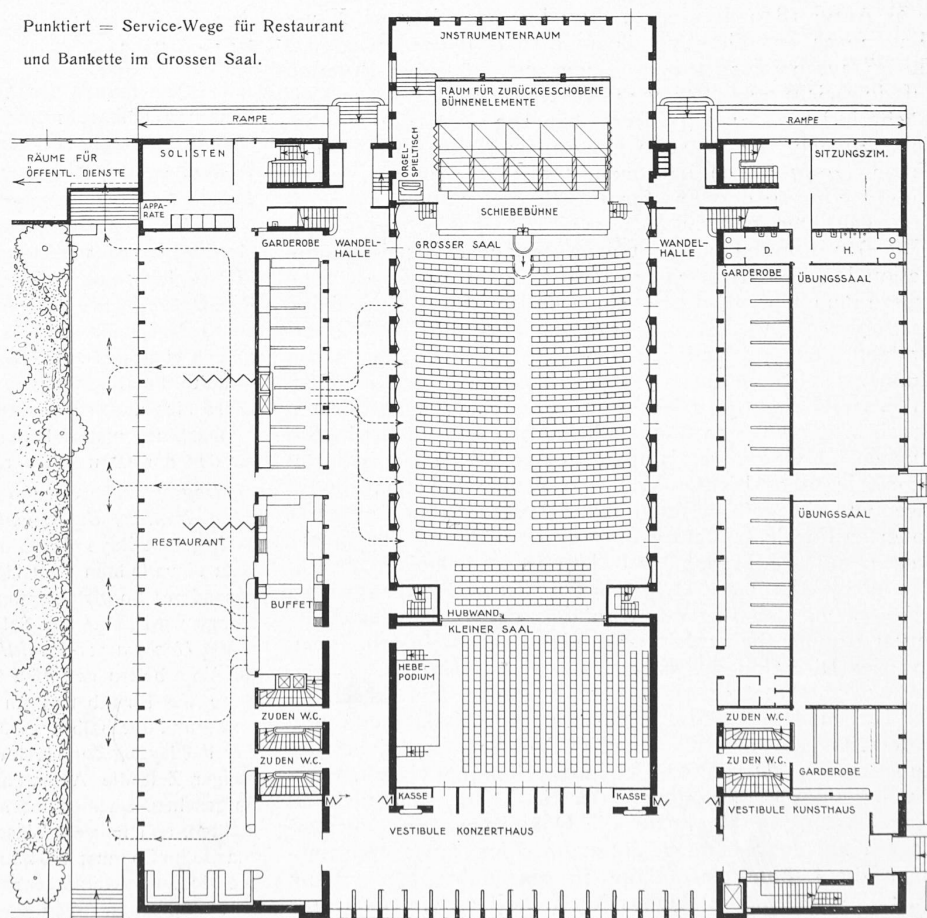 Punktiert = Service-Wege für Restaurant
und Bankette im Grossen Saal.
INSTRUMENTENRAUM
RAUM FÜR ZURÜCKGESCHOBENE
BÜHNENELEMENTE
RAMPE
RAMPE
RÄUME FÜR
ÖFFENTL. DIENSTE
SOLISTEN
ORGEL-
SPIELTISCH
SITZUNGSZIM.
APPA-
RATE
SCHIEBEBÜHNE
GARDEROBE
WANDEL-
HALLE
GROSSER SAAL
WANDEL-
HALLE
D.
H.
GARDEROBE
ÜBUNGSSAAL
ÜBUNGSSAAL
RESTAURANT
BUFFET
HUBWAND
KLEINER SAAL
HEBE-
PODIUM
ZU DEN W.C.
ZU DEN W.C.
ZU DEN W.C.
ZU DEN W.C.
GARDEROBE
KASSE
KASSE
VESTIBULE KONZERTHAUS
VESTIBULE KUNSTHAUS